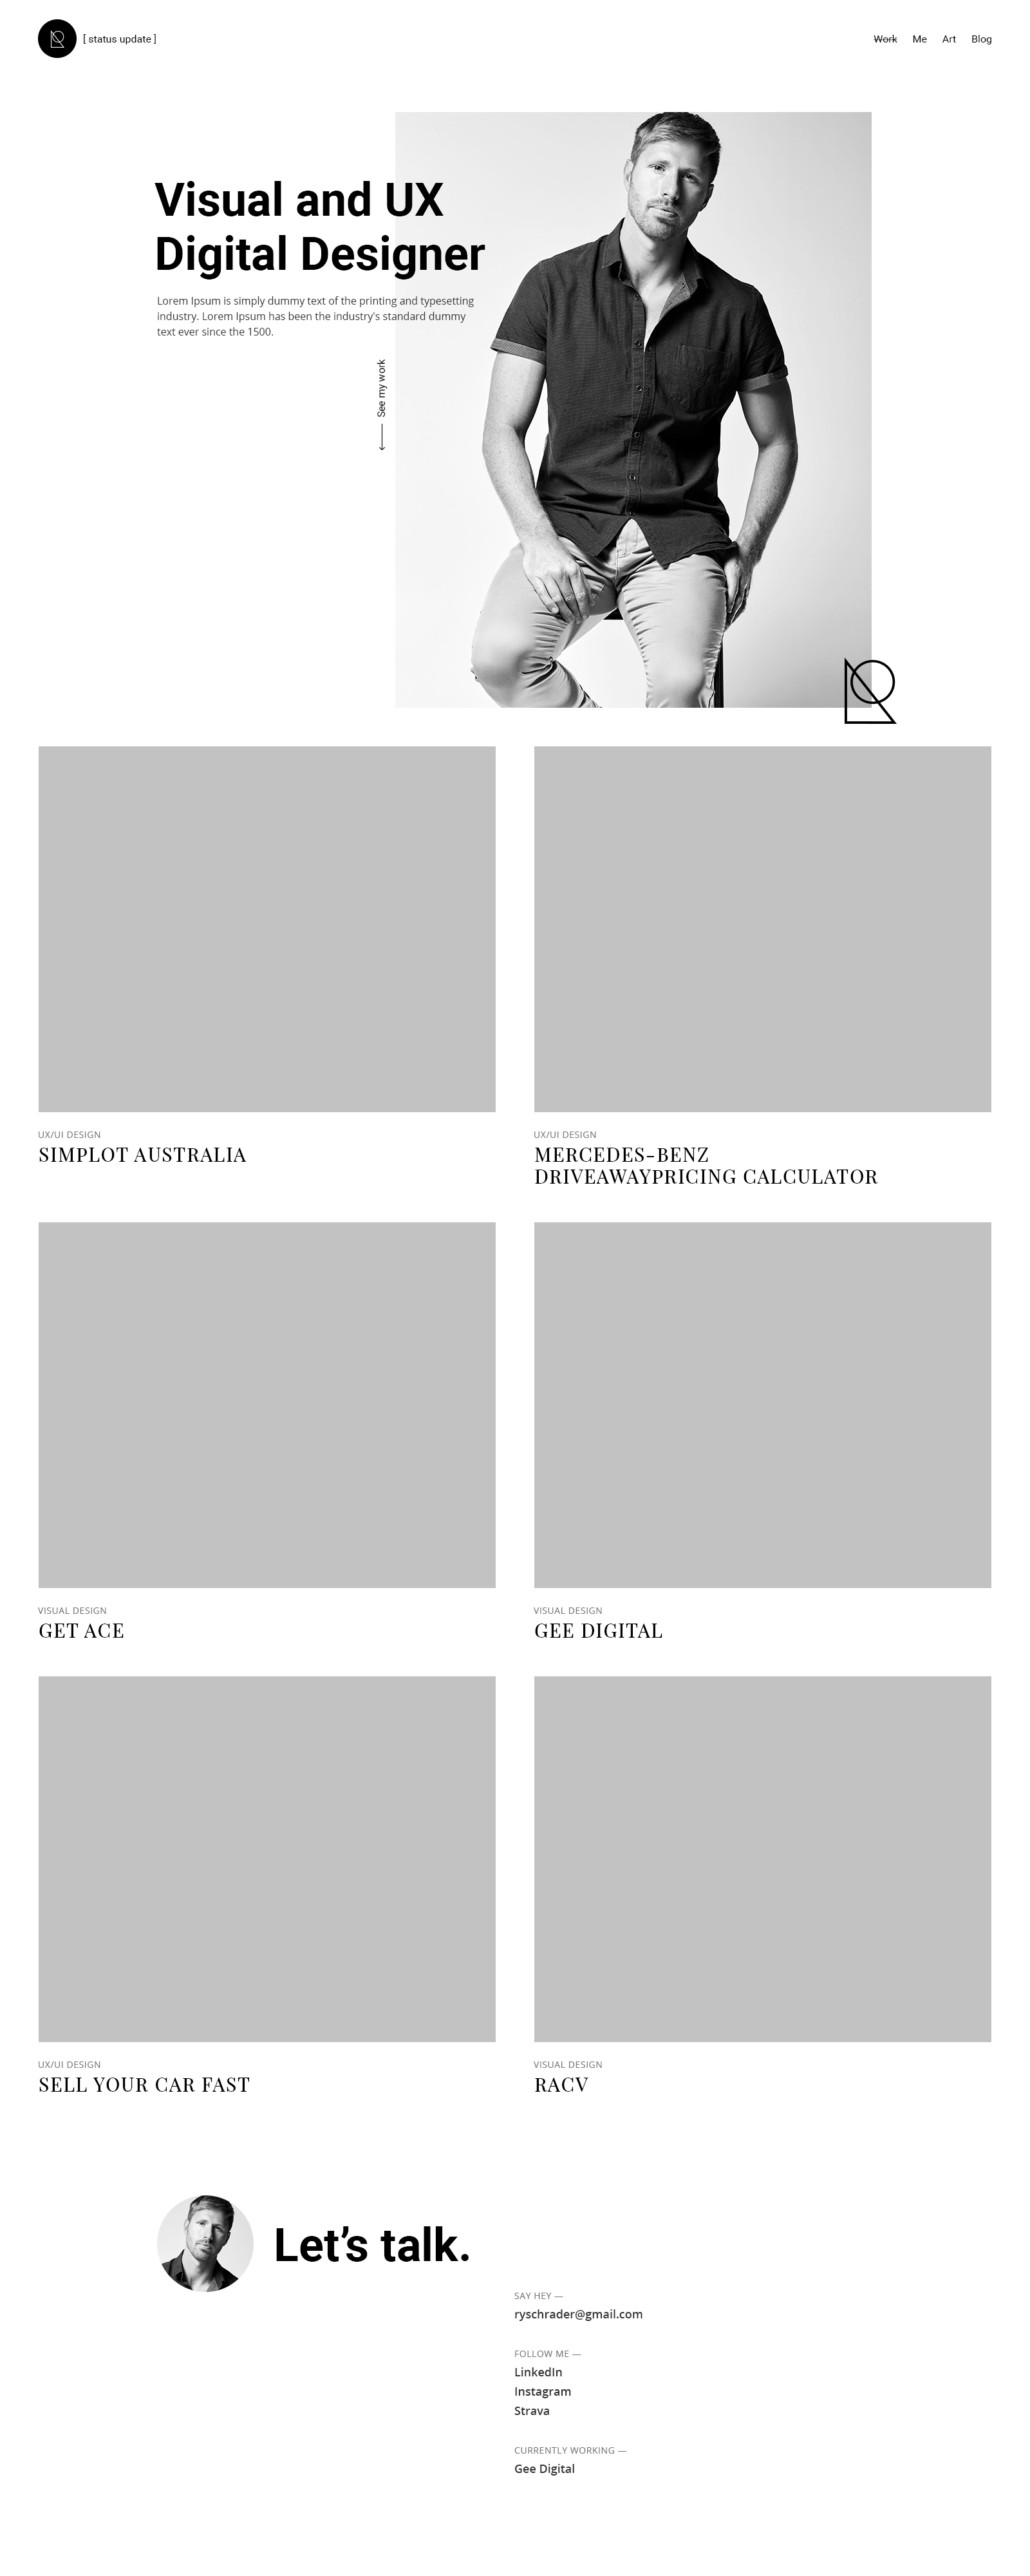 [ status update ]
Work Me Art Blog
Visual and UX
Digital Designer
Lorem Ipsum is simply dummy text of the printing and typesetting
industry. Lorem Ipsum has been the industry's standard dummy
text ever since the 1500.
See my work
UX/UI DESIGN
SIMPLOT AUSTRALIA
UX/UI DESIGN
MERCEDES-BENZ
DRIVEAWAYPRICING CALCULATOR
VISUAL DESIGN
GET ACE
VISUAL DESIGN
GEE DIGITAL
UX/UI DESIGN
SELL YOUR CAR FAST
VISUAL DESIGN
RACV
Let’s talk.
SAY HEY —
ryschrader@gmail.com
FOLLOW ME —
LinkedIn
Instagram
Strava
CURRENTLY WORKING —
Gee Digital